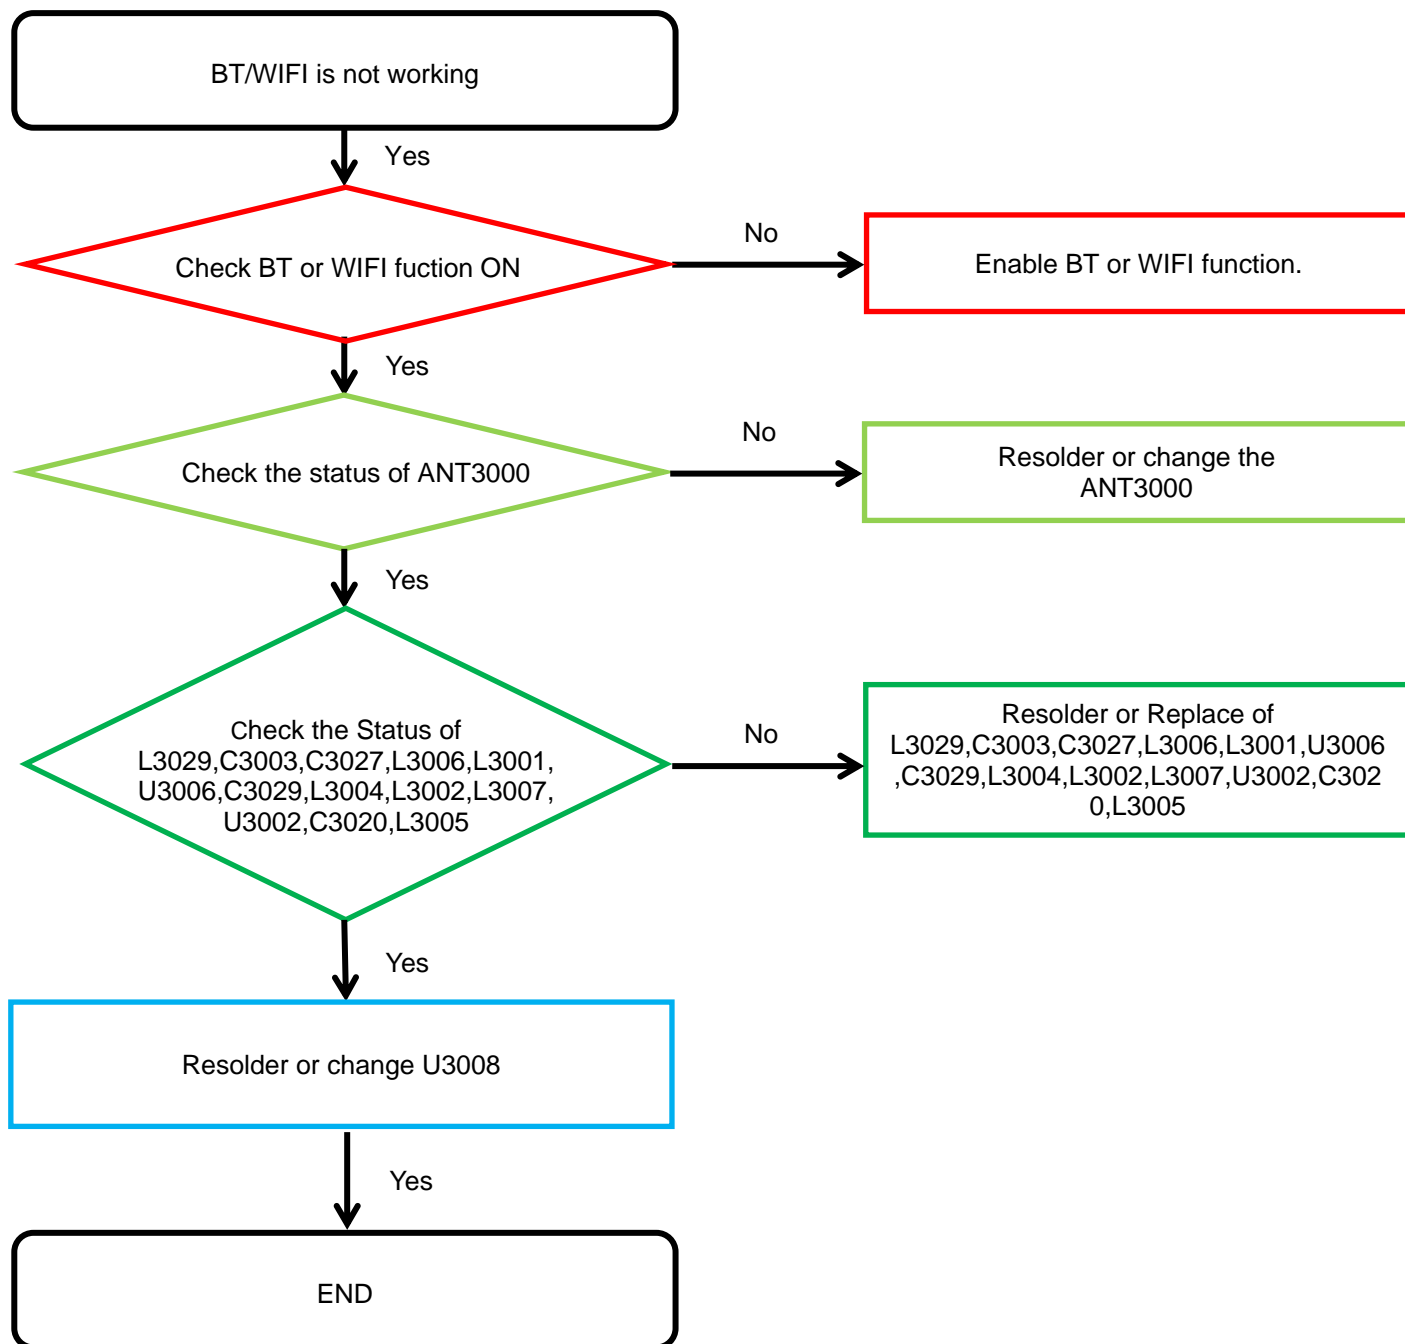 BT/WIFI is not working
Yes
Check BT or WIFI fuction ON
No
Enable BT or WIFI function.
Yes
Check the status of ANT3000
No
Resolder or change the
ANT3000
Yes
Check the Status of
L3029,C3003,C3027,L3006,L3001,
U3006,C3029,L3004,L3002,L3007,
U3002,C3020,L3005
No
Resolder or Replace of
L3029,C3003,C3027,L3006,L3001,U3006
,C3029,L3004,L3002,L3007,U3002,C302
0,L3005
Yes
Resolder or change U3008
Yes
END